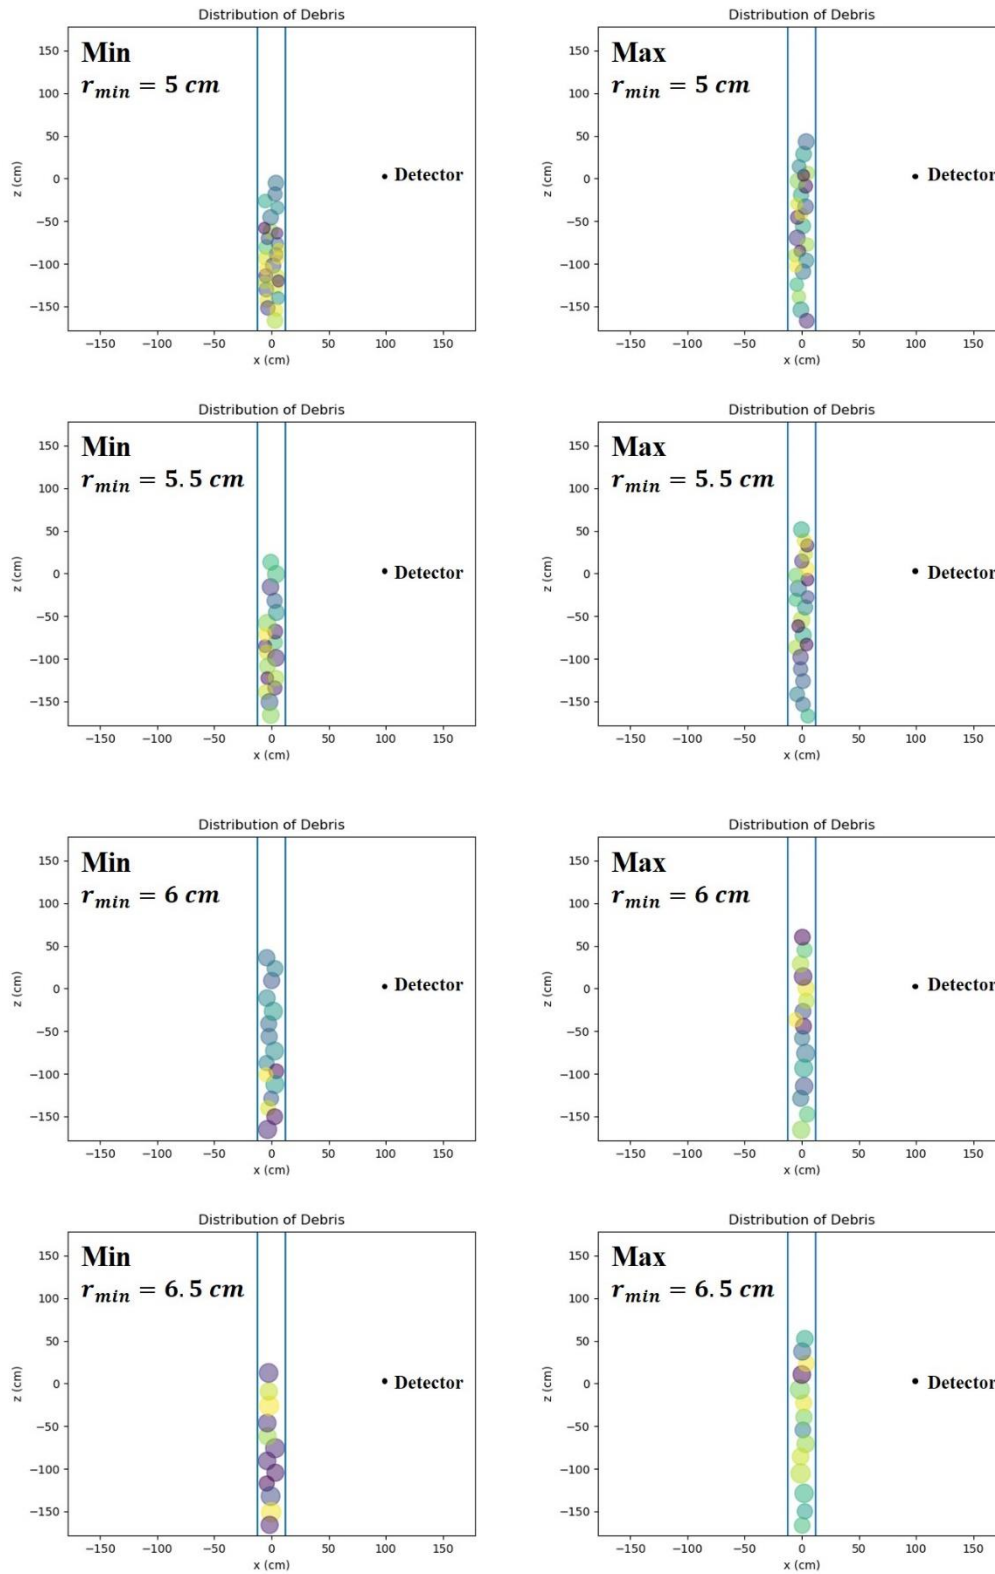 Distribution of Debris
Min
r_min = 5 cm
150
100
50
0
−50
−100
−150
z (cm)
Detector
−150 −100 −50 0 50 100 150
x (cm)
Distribution of Debris
Max
r_min = 5 cm
150
100
50
0
−50
−100
−150
z (cm)
Detector
−150 −100 −50 0 50 100 150
x (cm)
Distribution of Debris
Min
r_min = 5.5 cm
150
100
50
0
−50
−100
−150
z (cm)
Detector
−150 −100 −50 0 50 100 150
x (cm)
Distribution of Debris
Max
r_min = 5.5 cm
150
100
50
0
−50
−100
−150
z (cm)
Detector
−150 −100 −50 0 50 100 150
x (cm)
Distribution of Debris
Min
r_min = 6 cm
150
100
50
0
−50
−100
−150
z (cm)
Detector
−150 −100 −50 0 50 100 150
x (cm)
Distribution of Debris
Max
r_min = 6 cm
150
100
50
0
−50
−100
−150
z (cm)
Detector
−150 −100 −50 0 50 100 150
x (cm)
Distribution of Debris
Min
r_min = 6.5 cm
150
100
50
0
−50
−100
−150
z (cm)
Detector
−150 −100 −50 0 50 100 150
x (cm)
Distribution of Debris
Max
r_min = 6.5 cm
150
100
50
0
−50
−100
−150
z (cm)
Detector
−150 −100 −50 0 50 100 150
x (cm)